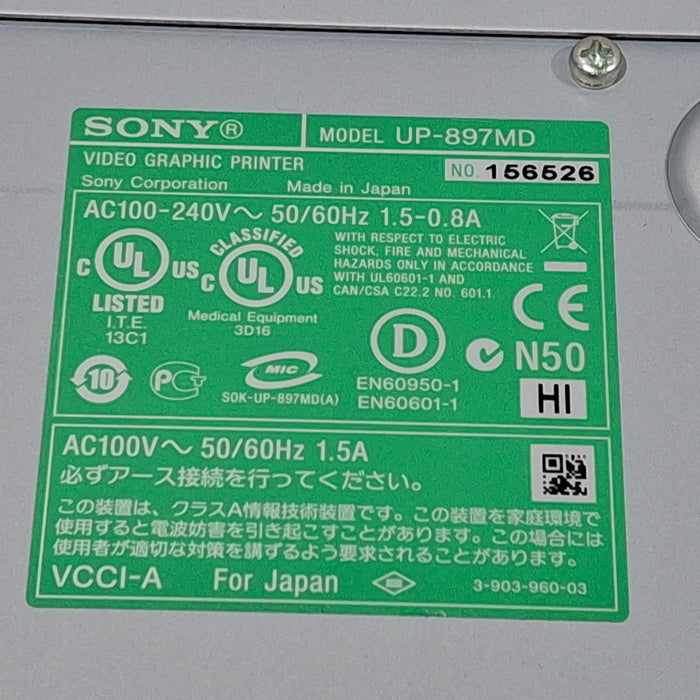 SONY®
MODEL UP-897MD
VIDEO GRAPHIC PRINTER
NO. 156526
Sony Corporation Made in Japan
AC100-240V～ 50/60Hz 1.5-0.8A
C UL US
LISTED
I.T.E.
13C1
CLASSIFIED
C UL US
Medical Equipment
3D16
WITH RESPECT TO ELECTRIC
SHOCK, FIRE AND MECHANICAL
HAZARDS ONLY IN ACCORDANCE
WITH UL60601-1 AND
CAN/CSA C22.2 NO. 601.1
CE
10
PCT
MIC
SOK-UP-897MD(A)
D
EN60950-1
EN60601-1
N50
HI
AC100V～ 50/60Hz 1.5A
必ずアース接続を行ってください。
この装置は、クラスA情報技術装置です。この装置を家庭環境で
使用すると電波妨害を引き起こすことがあります。この場合には
使用者が適切な対策を講ずるよう要求されることがあります。
VCCI-A For Japan
3-903-960-03